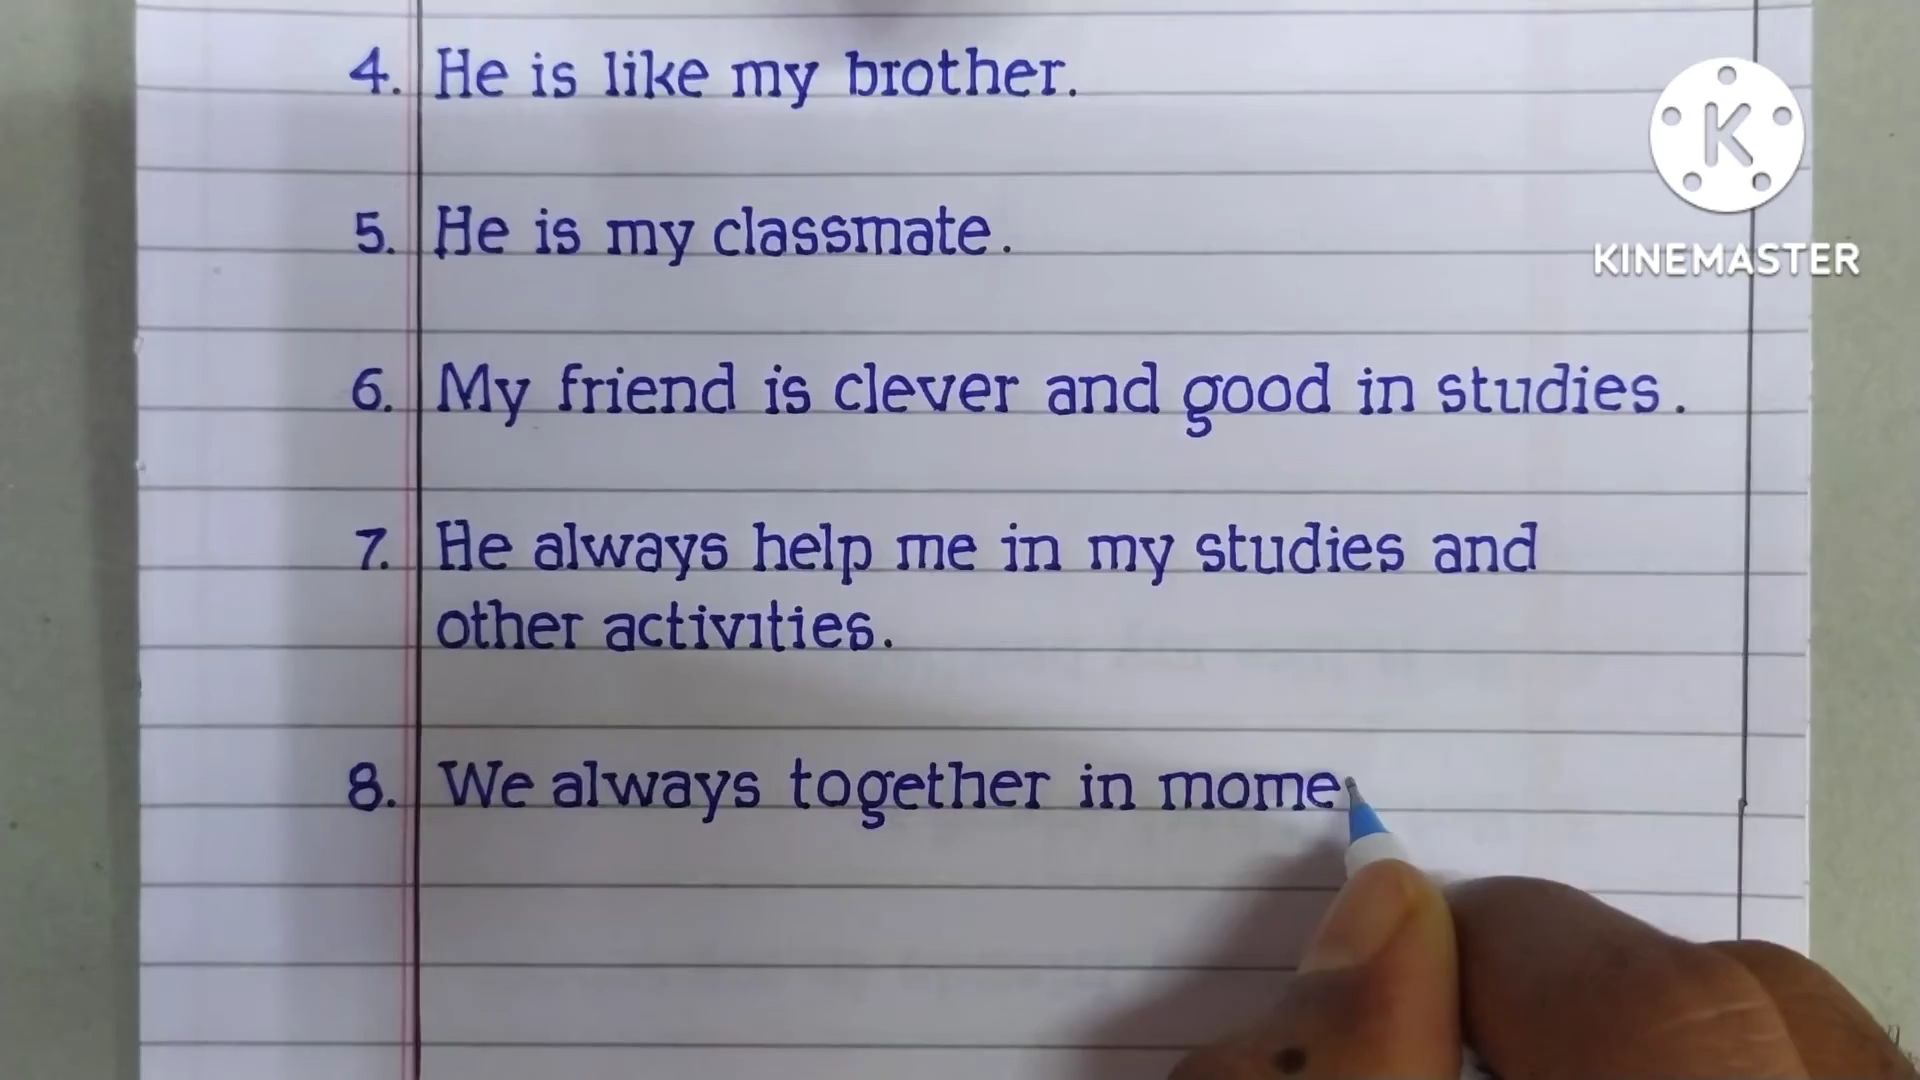 4. He is like my brother.
KINEMASTER
5. He is my classmate.
6. My friend is clever and good in studies.
7. He always help me in my studies and
other activities.
8. We always together in mome